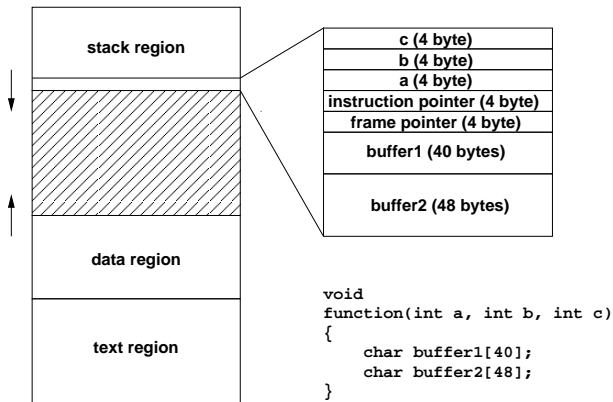 stack region
data region
text region
c (4 byte)
b (4 byte)
a (4 byte)
instruction pointer (4 byte)
frame pointer (4 byte)
buffer1 (40 bytes)
buffer2 (48 bytes)
void
function(int a, int b, int c)
{
    char buffer1[40];
    char buffer2[48];
}